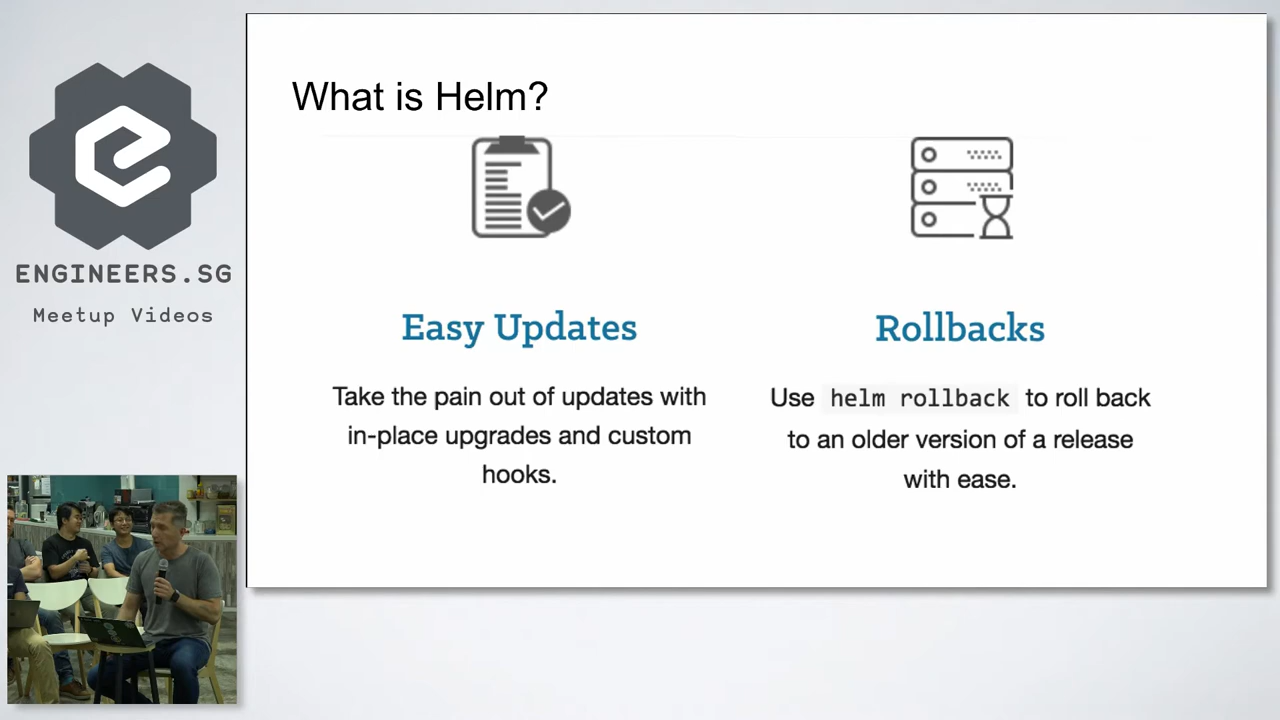 ENGINEERS.SG
Meetup Videos
What is Helm?
Easy Updates
Take the pain out of updates with
in-place upgrades and custom
hooks.
Rollbacks
Use helm rollback to roll back
to an older version of a release
with ease.